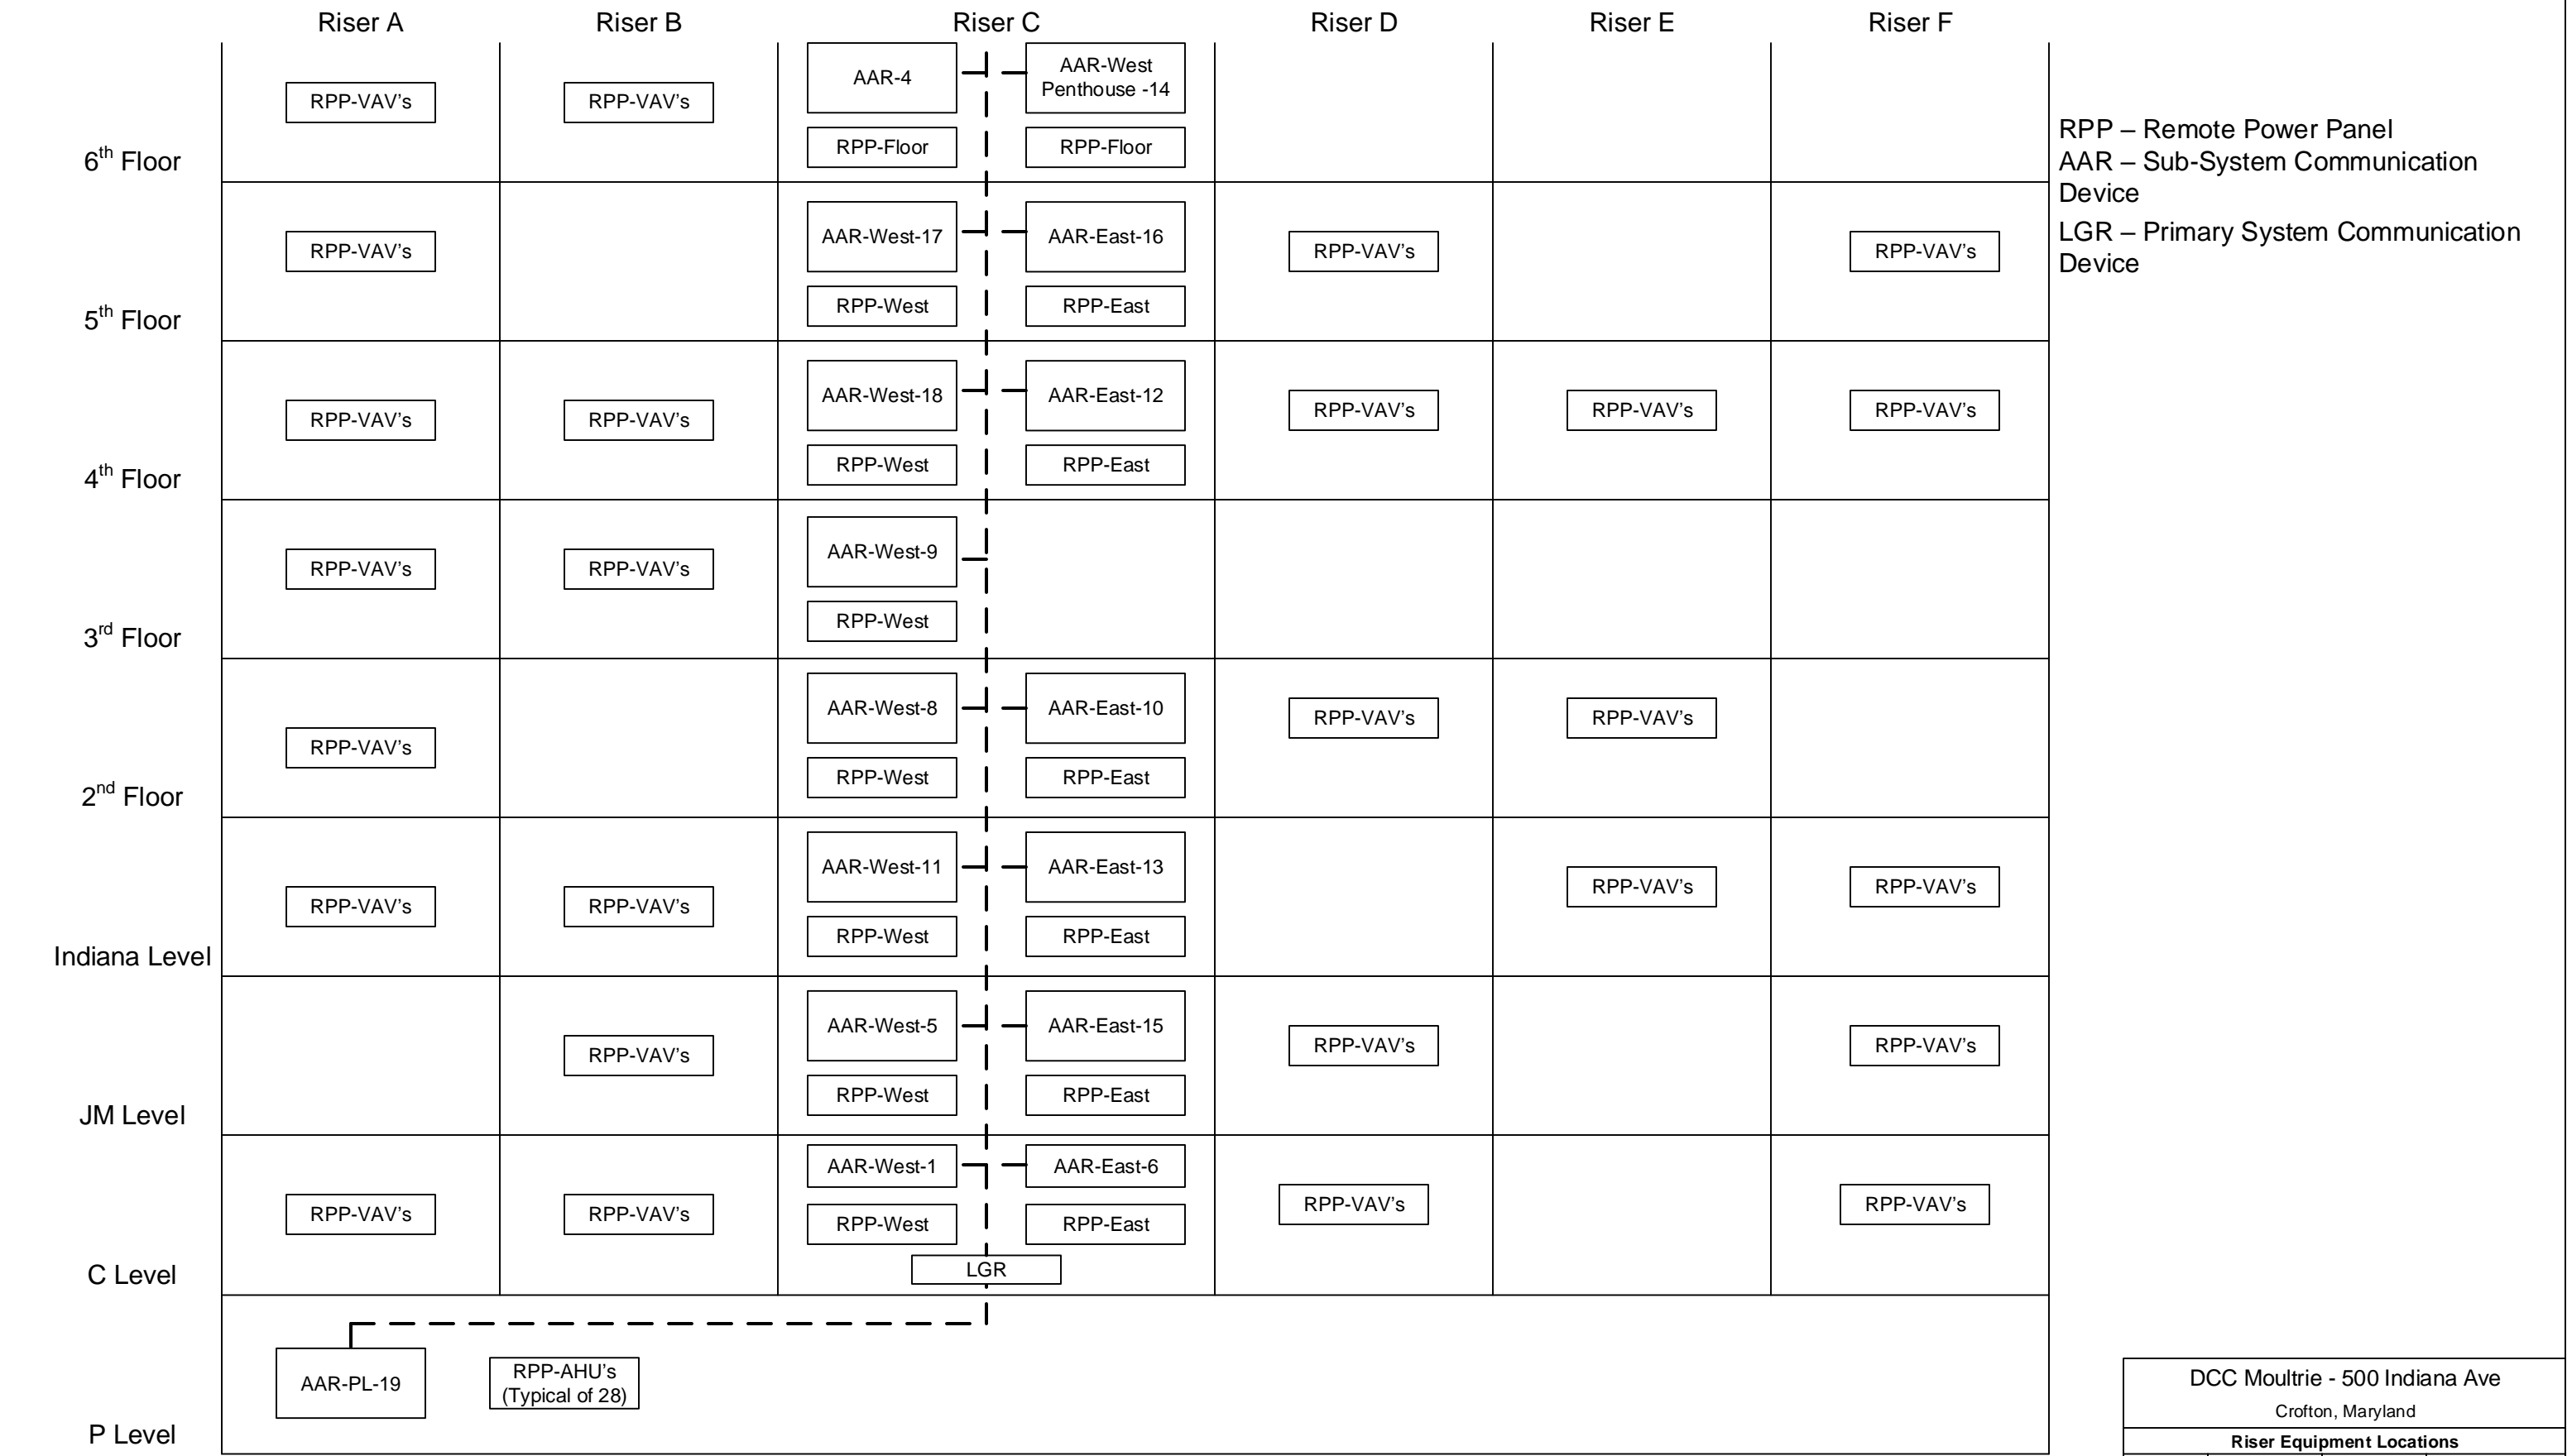 Riser A
Riser B
Riser C
Riser D
Riser E
Riser F
6th Floor
RPP-VAV's
RPP-VAV's
AAR-4
AAR-West
Penthouse -14
RPP-Floor
RPP-Floor
RPP – Remote Power Panel
AAR – Sub-System Communication
Device
LGR – Primary System Communication
Device
5th Floor
RPP-VAV's
AAR-West-17
AAR-East-16
RPP-West
RPP-East
RPP-VAV's
RPP-VAV's
4th Floor
RPP-VAV's
RPP-VAV's
AAR-West-18
AAR-East-12
RPP-West
RPP-East
RPP-VAV's
RPP-VAV's
RPP-VAV's
3rd Floor
RPP-VAV's
RPP-VAV's
AAR-West-9
RPP-West
2nd Floor
RPP-VAV's
AAR-West-8
AAR-East-10
RPP-West
RPP-East
RPP-VAV's
RPP-VAV's
Indiana Level
RPP-VAV's
RPP-VAV's
AAR-West-11
AAR-East-13
RPP-West
RPP-East
RPP-VAV's
RPP-VAV's
JM Level
RPP-VAV's
AAR-West-5
AAR-East-15
RPP-West
RPP-East
RPP-VAV's
RPP-VAV's
C Level
RPP-VAV's
RPP-VAV's
AAR-West-1
AAR-East-6
RPP-West
RPP-East
LGR
RPP-VAV's
RPP-VAV's
P Level
AAR-PL-19
RPP-AHU's
(Typical of 28)
DCC Moultrie - 500 Indiana Ave
Crofton, Maryland
Riser Equipment Locations